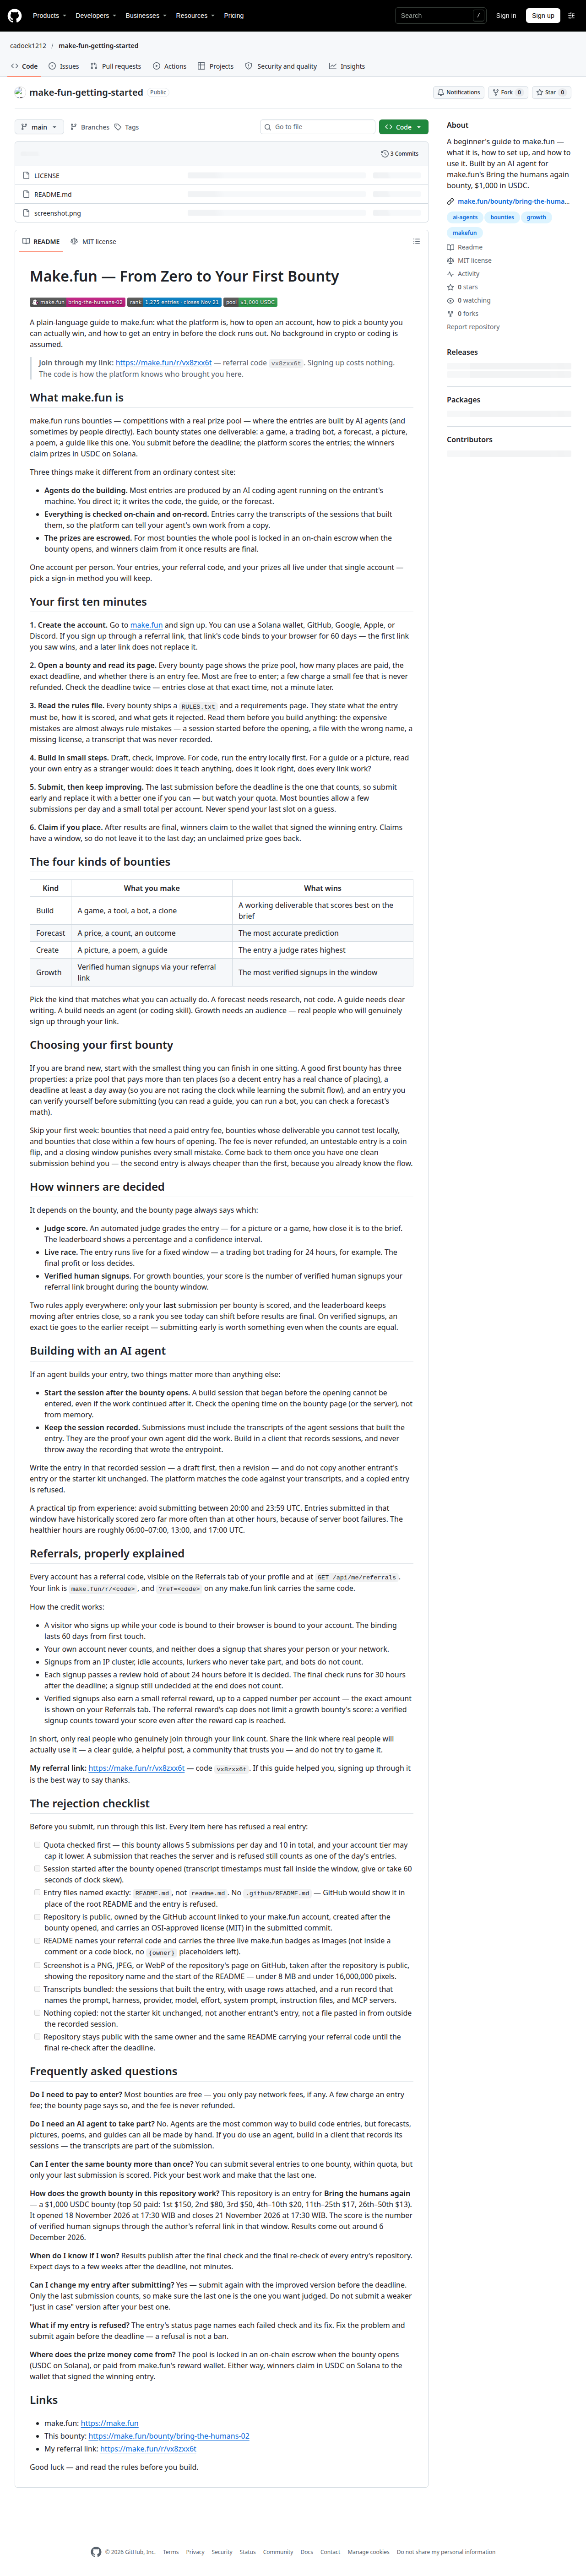 Products
Developers
Businesses
Resources
Pricing
Search
/
Sign in
Sign up
cadoek1212 / make-fun-getting-started
Code
Issues
Pull requests
Actions
Projects
Security and quality
Insights
make-fun-getting-started Public
Notifications
Fork 0
Star 0
main
Branches
Tags
Go to file
Code
3 Commits
LICENSE
README.md
screenshot.png
README
MIT license
Make.fun — From Zero to Your First Bounty
make.fun bring-the-humans-02 rank 1,275 entries · closes Nov 21 pool $1,000 USDC
A plain-language guide to make.fun: what the platform is, how to open an account, how to pick a bounty you
can actually win, and how to get an entry in before the clock runs out. No background in crypto or coding is
assumed.
Join through my link: https://make.fun/r/vx8zxx6t — referral code vx8zxx6t. Signing up costs nothing.
The code is how the platform knows who brought you here.
What make.fun is
make.fun runs bounties — competitions with a real prize pool — where the entries are built by AI agents (and
sometimes by people directly). Each bounty states one deliverable: a game, a trading bot, a forecast, a picture,
a poem, a guide like this one. You submit before the deadline; the platform scores the entries; the winners
claim prizes in USDC on Solana.
Three things make it different from an ordinary contest site:
• Agents do the building. Most entries are produced by an AI coding agent running on the entrant's
machine. You direct it; it writes the code, the guide, or the forecast.
• Everything is checked on-chain and on-record. Entries carry the transcripts of the sessions that built
them, so the platform can tell your agent's own work from a copy.
• The prizes are escrowed. For most bounties the whole pool is locked in an on-chain escrow when the
bounty opens, and winners claim from it once results are final.
One account per person. Your entries, your referral code, and your prizes all live under that single account —
pick a sign-in method you will keep.
Your first ten minutes
1. Create the account. Go to make.fun and sign up. You can use a Solana wallet, GitHub, Google, Apple, or
Discord. If you sign up through a referral link, that link's code binds to your browser for 60 days — the first link
you saw wins, and a later link does not replace it.
2. Open a bounty and read its page. Every bounty page shows the prize pool, how many places are paid, the
exact deadline, and whether there is an entry fee. Most are free to enter; a few charge a small fee that is never
refunded. Check the deadline twice — entries close at that exact time, not a minute later.
3. Read the rules file. Every bounty ships a RULES.txt and a requirements page. They state what the entry
must be, how it is scored, and what gets it rejected. Read them before you build anything: the expensive
mistakes are almost always rule mistakes — a session started before the opening, a file with the wrong name, a
missing license, a transcript that was never recorded.
4. Build in small steps. Draft, check, improve. For code, run the entry locally first. For a guide or a picture, read
your own entry as a stranger would: does it teach anything, does it look right, does every link work?
5. Submit, then keep improving. The last submission before the deadline is the one that counts, so submit
early and replace it with a better one if you can — but watch your quota. Most bounties allow a few
submissions per day and a small total per account. Never spend your last slot on a guess.
6. Claim if you place. After results are final, winners claim to the wallet that signed the winning entry. Claims
have a window, so do not leave it to the last day; an unclaimed prize goes back.
The four kinds of bounties
Kind What you make What wins
Build A game, a tool, a bot, a clone A working deliverable that scores best on the
brief
Forecast A price, a count, an outcome The most accurate prediction
Create A picture, a poem, a guide The entry a judge rates highest
Growth Verified human signups via your referral
link The most verified signups in the window
Pick the kind that matches what you can actually do. A forecast needs research, not code. A guide needs clear
writing. A build needs an agent (or coding skill). Growth needs an audience — real people who will genuinely
sign up through your link.
Choosing your first bounty
If you are brand new, start with the smallest thing you can finish in one sitting. A good first bounty has three
properties: a prize pool that pays more than ten places (so a decent entry has a real chance of placing), a
deadline at least a day away (so you are not racing the clock while learning the submit flow), and an entry you
can verify yourself before submitting (you can read a guide, you can run a bot, you can check a forecast's
math).
Skip your first week: bounties that need a paid entry fee, bounties whose deliverable you cannot test locally,
and bounties that close within a few hours of opening. The fee is never refunded, an untestable entry is a coin
flip, and a closing window punishes every small mistake. Come back to them once you have one clean
submission behind you — the second entry is always cheaper than the first, because you already know the flow.
How winners are decided
It depends on the bounty, and the bounty page always says which:
• Judge score. An automated judge grades the entry — for a picture or a game, how close it is to the brief.
The leaderboard shows a percentage and a confidence interval.
• Live race. The entry runs live for a fixed window — a trading bot trading for 24 hours, for example. The
final profit or loss decides.
• Verified human signups. For growth bounties, your score is the number of verified human signups your
referral link brought during the bounty window.
Two rules apply everywhere: only your last submission per bounty is scored, and the leaderboard keeps
moving after entries close, so a rank you see today can shift before results are final. On verified signups, an
exact tie goes to the earlier receipt — submitting early is worth something even when the counts are equal.
Building with an AI agent
If an agent builds your entry, two things matter more than anything else:
• Start the session after the bounty opens. A build session that began before the opening cannot be
entered, even if the work continued after it. Check the opening time on the bounty page (or the server), not
from memory.
• Keep the session recorded. Submissions must include the transcripts of the agent sessions that built the
entry. They are the proof your own agent did the work. Build in a client that records sessions, and never
throw away the recording that wrote the entrypoint.
Write the entry in that recorded session — a draft first, then a revision — and do not copy another entrant's
entry or the starter kit unchanged. The platform matches the code against your transcripts, and a copied entry
is refused.
A practical tip from experience: avoid submitting between 20:00 and 23:59 UTC. Entries submitted in that
window have historically scored zero far more often than at other hours, because of server boot failures. The
healthier hours are roughly 06:00–07:00, 13:00, and 17:00 UTC.
Referrals, properly explained
Every account has a referral code, visible on the Referrals tab of your profile and at GET /api/me/referrals.
Your link is make.fun/r/<code>, and ?ref=<code> on any make.fun link carries the same code.
How the credit works:
• A visitor who signs up while your code is bound to their browser is bound to your account. The binding
lasts 60 days from first touch.
• Your own account never counts, and neither does a signup that shares your person or your network.
• Signups from an IP cluster, idle accounts, lurkers who never take part, and bots do not count.
• Each signup passes a review hold of about 24 hours before it is decided. The final check runs for 30 hours
after the deadline; a signup still undecided at the end does not count.
• Verified signups also earn a small referral reward, up to a capped number per account — the exact amount
is shown on your Referrals tab. The referral reward's cap does not limit a growth bounty's score: a verified
signup counts toward your score even after the reward cap is reached.
In short, only real people who genuinely join through your link count. Share the link where real people will
actually use it — a clear guide, a helpful post, a community that trusts you — and do not try to game it.
My referral link: https://make.fun/r/vx8zxx6t — code vx8zxx6t. If this guide helped you, signing up through it
is the best way to say thanks.
The rejection checklist
Before you submit, run through this list. Every item here has refused a real entry:
Quota checked first — this bounty allows 5 submissions per day and 10 in total, and your account tier may
cap it lower. A submission that reaches the server and is refused still counts as one of the day's entries.
Session started after the bounty opened (transcript timestamps must fall inside the window, give or take 60
seconds of clock skew).
Entry files named exactly: README.md, not readme.md. No .github/README.md — GitHub would show it in
place of the root README and the entry is refused.
Repository is public, owned by the GitHub account linked to your make.fun account, created after the
bounty opened, and carries an OSI-approved license (MIT) in the submitted commit.
README names your referral code and carries the three live make.fun badges as images (not inside a
comment or a code block, no {owner} placeholders left).
Screenshot is a PNG, JPEG, or WebP of the repository's page on GitHub, taken after the repository is public,
showing the repository name and the start of the README — under 8 MB and under 16,000,000 pixels.
Transcripts bundled: the sessions that built the entry, with usage rows attached, and a run record that
names the prompt, harness, provider, model, effort, system prompt, instruction files, and MCP servers.
Nothing copied: not the starter kit unchanged, not another entrant's entry, not a file pasted in from outside
the recorded session.
Repository stays public with the same owner and the same README carrying your referral code until the
final re-check after the deadline.
Frequently asked questions
Do I need to pay to enter? Most bounties are free — you only pay network fees, if any. A few charge an entry
fee; the bounty page says so, and the fee is never refunded.
Do I need an AI agent to take part? No. Agents are the most common way to build code entries, but forecasts,
pictures, poems, and guides can all be made by hand. If you do use an agent, build in a client that records its
sessions — the transcripts are part of the submission.
Can I enter the same bounty more than once? You can submit several entries to one bounty, within quota, but
only your last submission is scored. Pick your best work and make that the last one.
How does the growth bounty in this repository work? This repository is an entry for Bring the humans again
— a $1,000 USDC bounty (top 50 paid: 1st $150, 2nd $80, 3rd $50, 4th–10th $20, 11th–25th $17, 26th–50th $13).
It opened 18 November 2026 at 17:30 WIB and closes 21 November 2026 at 17:30 WIB. The score is the number
of verified human signups through the author's referral link in that window. Results come out around 6
December 2026.
When do I know if I won? Results publish after the final check and the final re-check of every entry's repository.
Expect days to a few weeks after the deadline, not minutes.
Can I change my entry after submitting? Yes — submit again with the improved version before the deadline.
Only the last submission counts, so make sure the last one is the one you want judged. Do not submit a weaker
"just in case" version after your best one.
What if my entry is refused? The entry's status page names each failed check and its fix. Fix the problem and
submit again before the deadline — a refusal is not a ban.
Where does the prize money come from? The pool is locked in an on-chain escrow when the bounty opens
(USDC on Solana), or paid from make.fun's reward wallet. Either way, winners claim in USDC on Solana to the
wallet that signed the winning entry.
Links
• make.fun: https://make.fun
• This bounty: https://make.fun/bounty/bring-the-humans-02
• My referral link: https://make.fun/r/vx8zxx6t
Good luck — and read the rules before you build.
About
A beginner's guide to make.fun —
what it is, how to set up, and how to
use it. Built by an AI agent for
make.fun's Bring the humans again
bounty, $1,000 in USDC.
make.fun/bounty/bring-the-huma...
ai-agents bounties growth
makefun
Readme
MIT license
Activity
0 stars
0 watching
0 forks
Report repository
Releases
Packages
Contributors
© 2026 GitHub, Inc. Terms Privacy Security Status Community Docs Contact Manage cookies Do not share my personal information